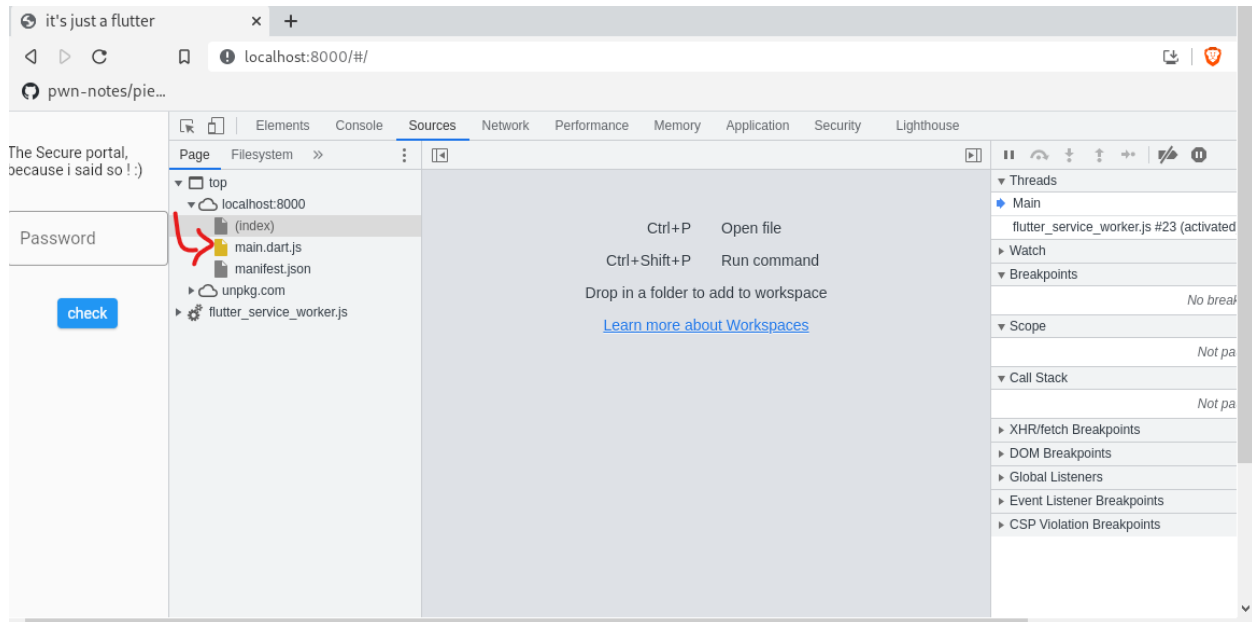 it's just a flutter
localhost:8000/#/
pwn-notes/pie...
The Secure portal,
because i said so ! :)
Password
check
Elements Console Sources Network Performance Memory Application Security Lighthouse
Page Filesystem »
top
localhost:8000
(index)
main.dart.js
manifest.json
unpkg.com
flutter_service_worker.js
Ctrl+P Open file
Ctrl+Shift+P Run command
Drop in a folder to add to workspace
Learn more about Workspaces
Threads
Main
flutter_service_worker.js #23 (activated
Watch
Breakpoints
No break
Scope
Not pa
Call Stack
Not pa
XHR/fetch Breakpoints
DOM Breakpoints
Global Listeners
Event Listener Breakpoints
CSP Violation Breakpoints